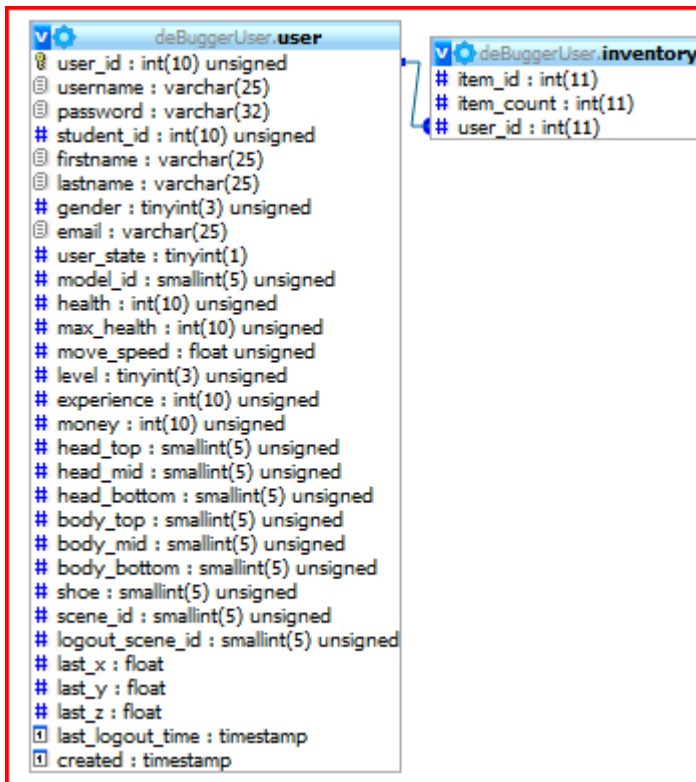 deBuggerUser.user
user_id : int(10) unsigned
username : varchar(25)
password : varchar(32)
student_id : int(10) unsigned
firstname : varchar(25)
lastname : varchar(25)
gender : tinyint(3) unsigned
email : varchar(25)
user_state : tinyint(1)
model_id : smallint(5) unsigned
health : int(10) unsigned
max_health : int(10) unsigned
move_speed : float unsigned
level : tinyint(3) unsigned
experience : int(10) unsigned
money : int(10) unsigned
head_top : smallint(5) unsigned
head_mid : smallint(5) unsigned
head_bottom : smallint(5) unsigned
body_top : smallint(5) unsigned
body_mid : smallint(5) unsigned
body_bottom : smallint(5) unsigned
shoe : smallint(5) unsigned
scene_id : smallint(5) unsigned
logout_scene_id : smallint(5) unsigned
last_x : float
last_y : float
last_z : float
last_logout_time : timestamp
created : timestamp
deBuggerUser.inventory
item_id : int(11)
item_count : int(11)
user_id : int(11)